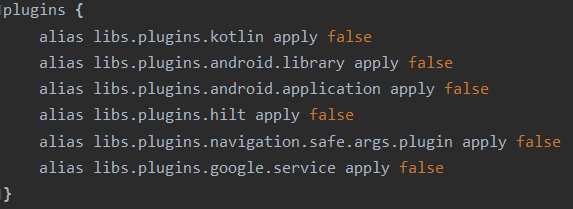 plugins {
    alias libs.plugins.kotlin apply false
    alias libs.plugins.android.library apply false
    alias libs.plugins.android.application apply false
    alias libs.plugins.hilt apply false
    alias libs.plugins.navigation.safe.args.plugin apply false
    alias libs.plugins.google.service apply false
}